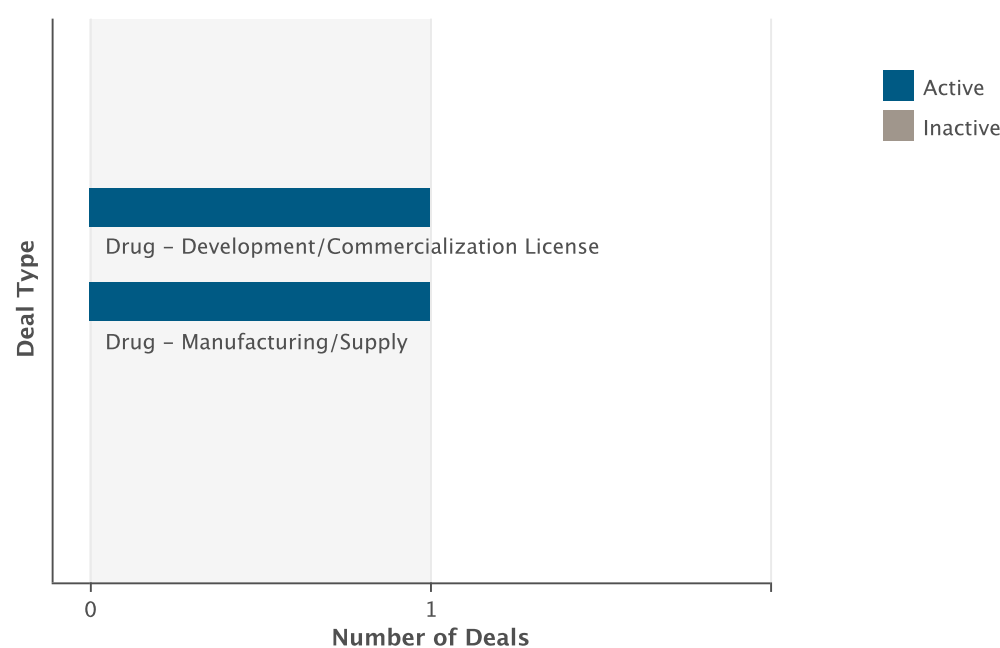 Active
Inactive
Drug – Development/Commercialization License
Drug – Manufacturing/Supply
Deal Type
0
1
Number of Deals